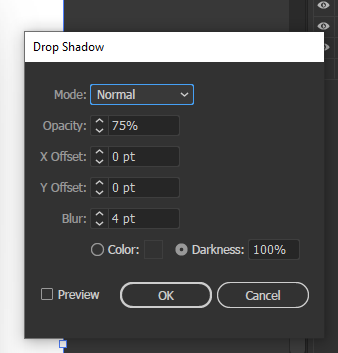 Drop Shadow
Mode: Normal
Opacity: 75%
X Offset: 0 pt
Y Offset: 0 pt
Blur: 4 pt
Color: Darkness: 100%
Preview OK Cancel